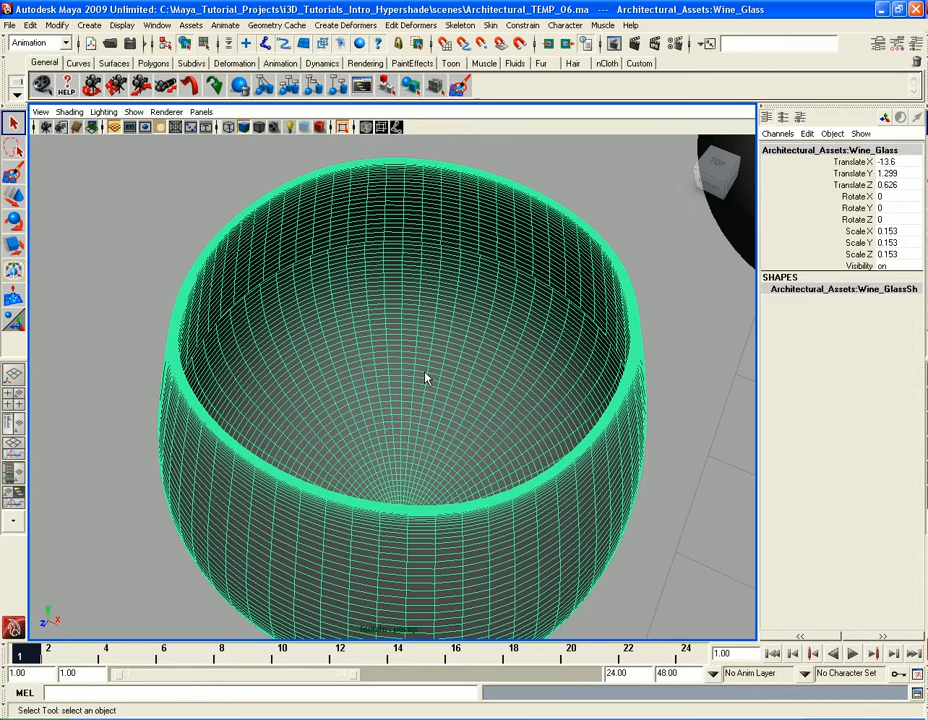 Autodesk Maya 2009 Unlimited: C:\Maya_Tutorial_Projects\i3D_Tutorials_Intro_Hypershade\scenes\Architectural_TEMP_06.ma --- Architectural_Assets:Wine_Glass
File Edit Modify Create Display Window Assets Animate Geometry Cache Create Deformers Edit Deformers Skeleton Skin Constrain Character Muscle Help
Animation
General Curves Surfaces Polygons Subdivs Deformation Animation Dynamics Rendering PaintEffects Toon Muscle Fluids Fur Hair nCloth Custom
HELP
View Shading Lighting Show Renderer Panels
Channels Edit Object Show
Architectural_Assets:Wine_Glass
Translate X -13.6
Translate Y 1.299
Translate Z 0.626
Rotate X 0
Rotate Y 0
Rotate Z 0
Scale X 0.153
Scale Y 0.153
Scale Z 0.153
Visibility on
SHAPES
Architectural_Assets:Wine_GlassSh
TOP
Y
Z X
<< >>
1 2 4 6 8 10 12 14 16 18 20 22 24 1.00
1.00 1.00 24.00 48.00 No Anim Layer No Character Set
MEL
Select Tool: select an object